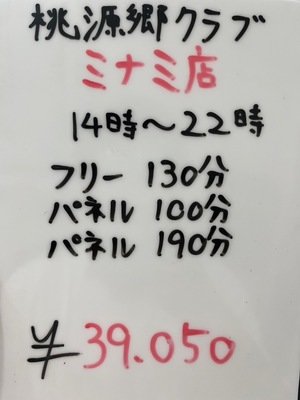 桃源郷クラブ
ミナミ店
14時～22時
フリー 130分
パネル 100分
パネル 190分
¥39.050